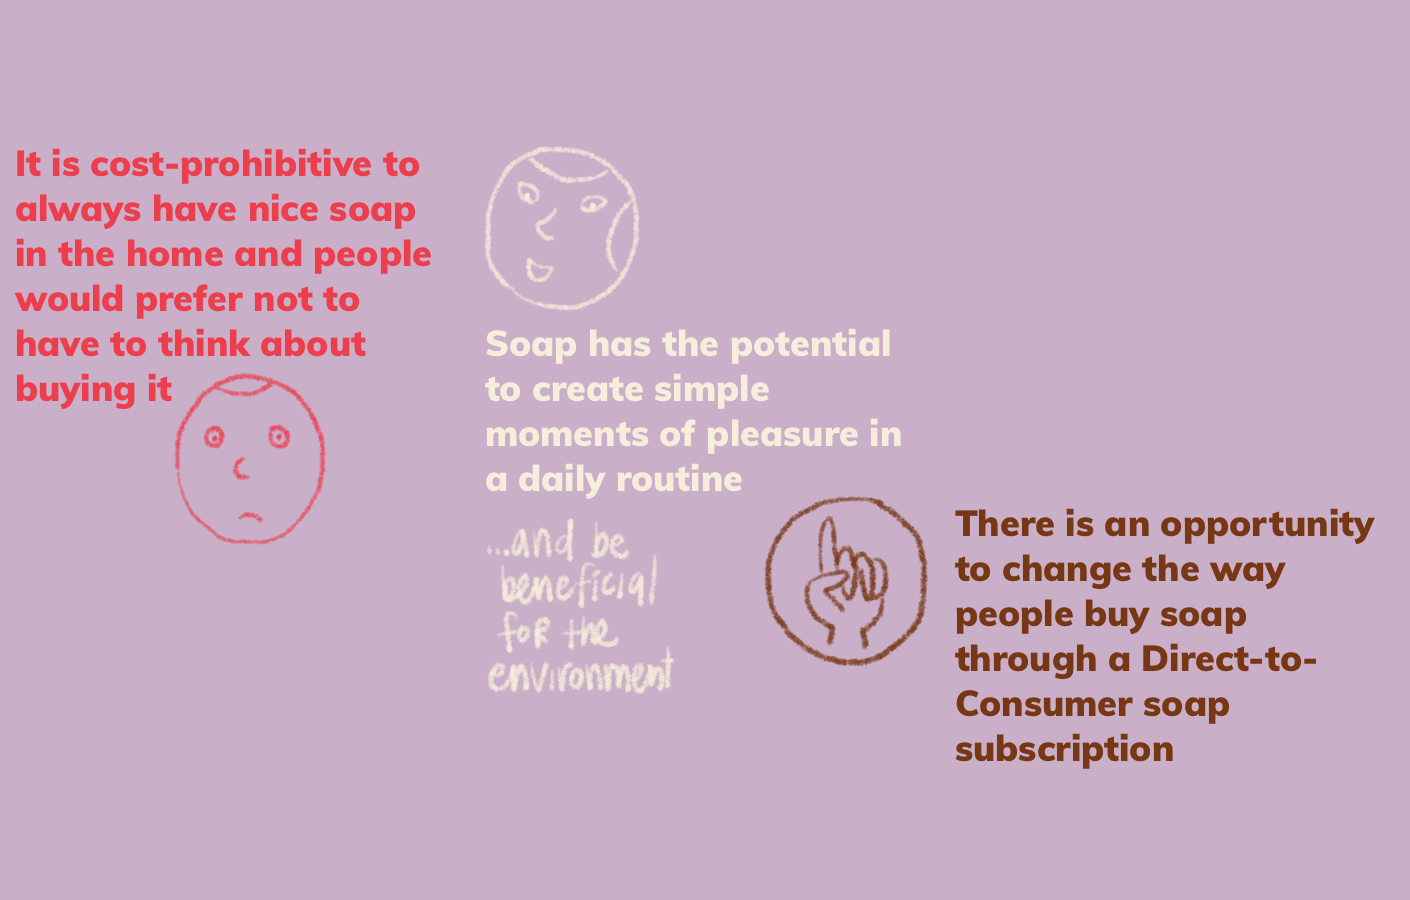 It is cost-prohibitive to
always have nice soap
in the home and people
would prefer not to
have to think about
buying it
Soap has the potential
to create simple
moments of pleasure in
a daily routine
...and be
beneficial
foR the
environment
There is an opportunity
to change the way
people buy soap
through a Direct-to-
Consumer soap
subscription